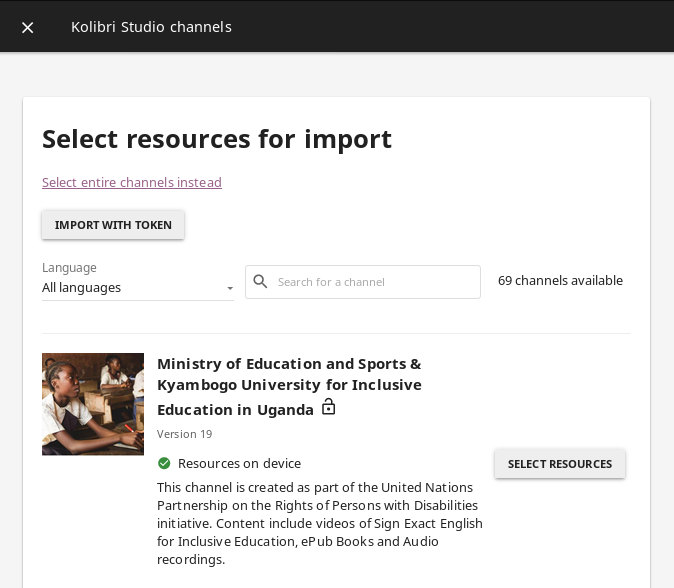 Kolibri Studio channels
Select resources for import
Select entire channels instead
IMPORT WITH TOKEN
Language
All languages
Search for a channel
69 channels available
Ministry of Education and Sports &
Kyambogo University for Inclusive
Education in Uganda
Version 19
Resources on device
SELECT RESOURCES
This channel is created as part of the United Nations
Partnership on the Rights of Persons with Disabilities
initiative. Content include videos of Sign Exact English
for Inclusive Education, ePub Books and Audio
recordings.